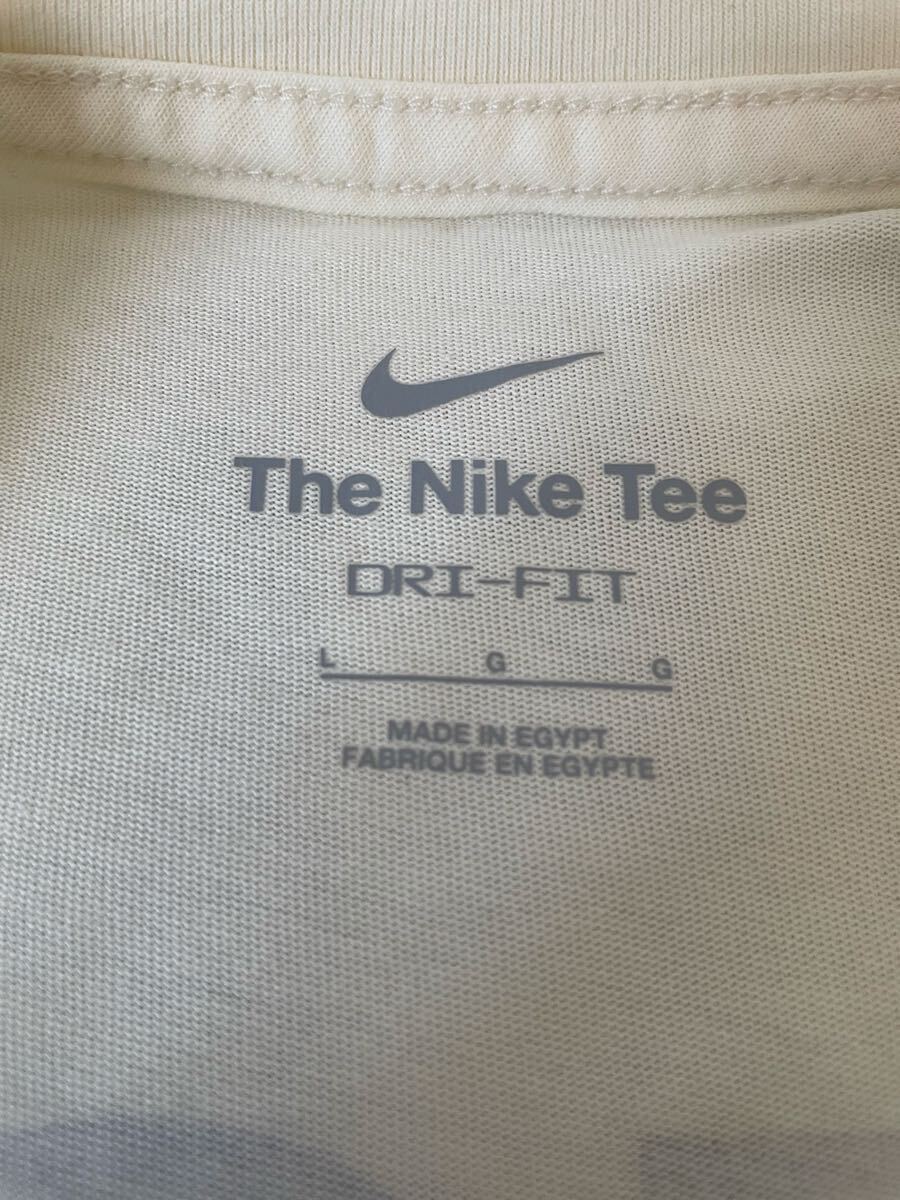 The Nike Tee
DRI-FIT
L G G
MADE IN EGYPT
FABRIQUE EN EGYPTE